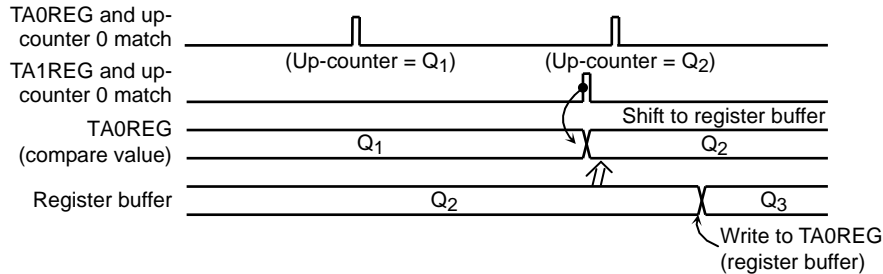 TA0REG and up-
counter 0 match
(Up-counter = Q1)
(Up-counter = Q2)
TA1REG and up-
counter 0 match
Shift to register buffer
TA0REG
(compare value)
Q1
Q2
Register buffer
Q2
Q3
Write to TA0REG
(register buffer)